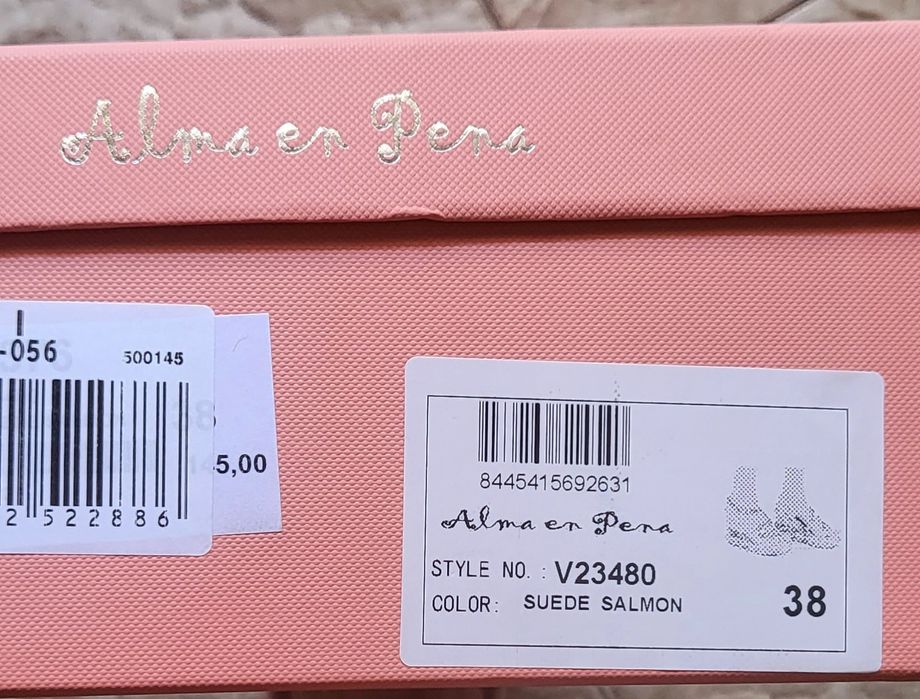 Alma en Pena
-056 500145
38
5,00
2 522886
8445415692631
Alma en Pena
STYLE NO. : V23480
COLOR: SUEDE SALMON
38